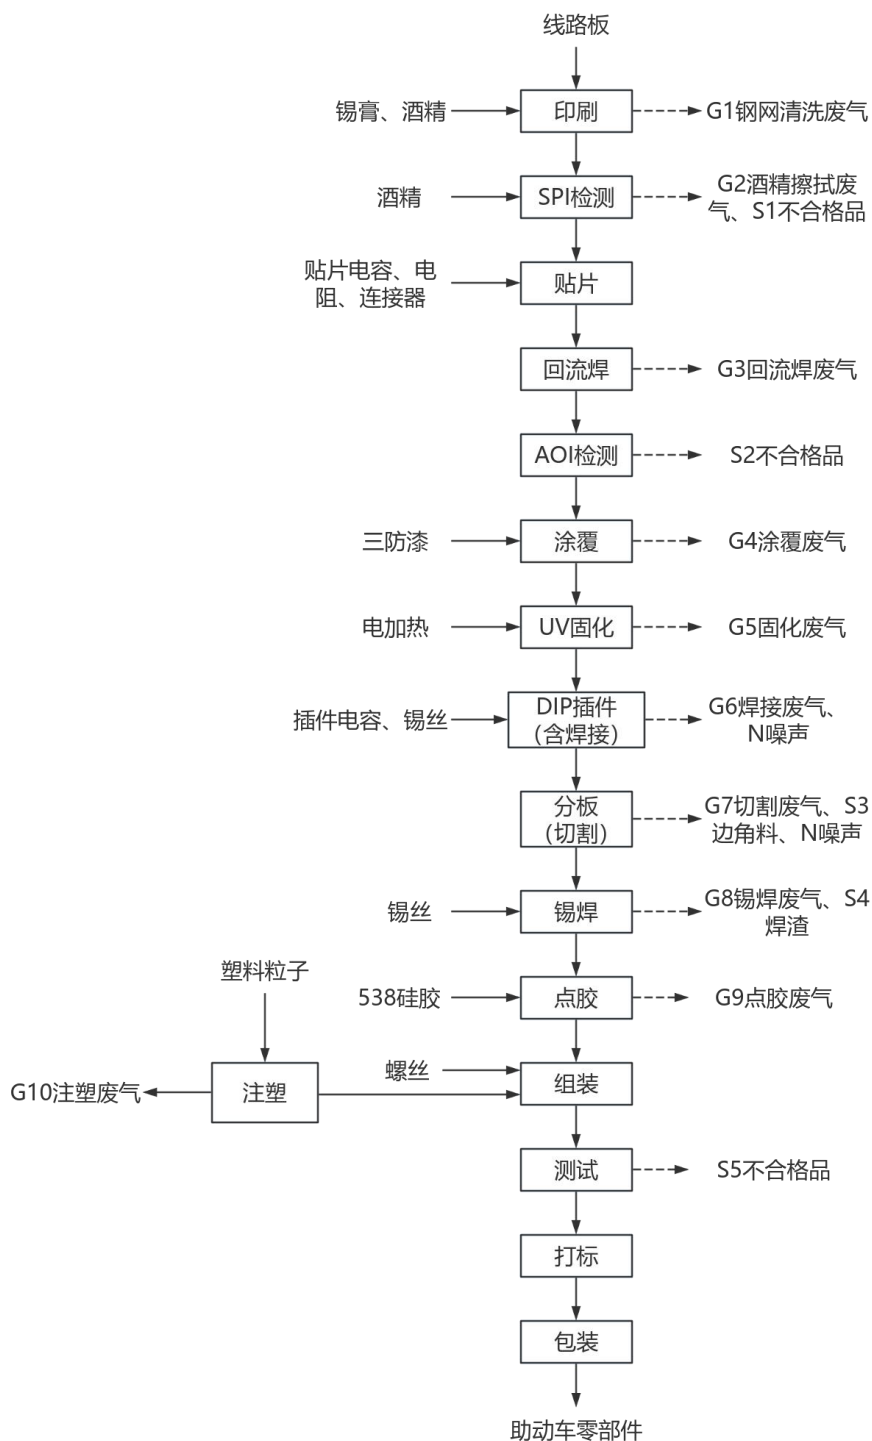 线路板
锡膏、酒精
印刷
G1钢网清洗废气
酒精
SPI检测
G2酒精擦拭废
气、S1不合格品
贴片电容、电
阻、连接器
贴片
回流焊
G3回流焊废气
AOI检测
S2不合格品
三防漆
涂覆
G4涂覆废气
电加热
UV固化
G5固化废气
插件电容、锡丝
DIP插件
（含焊接）
G6焊接废气、
N噪声
分板
（切割）
G7切割废气、S3
边角料、N噪声
锡丝
锡焊
G8锡焊废气、S4
焊渣
塑料粒子
538硅胶
点胶
G9点胶废气
G10注塑废气
注塑
螺丝
组装
测试
S5不合格品
打标
包装
助动车零部件